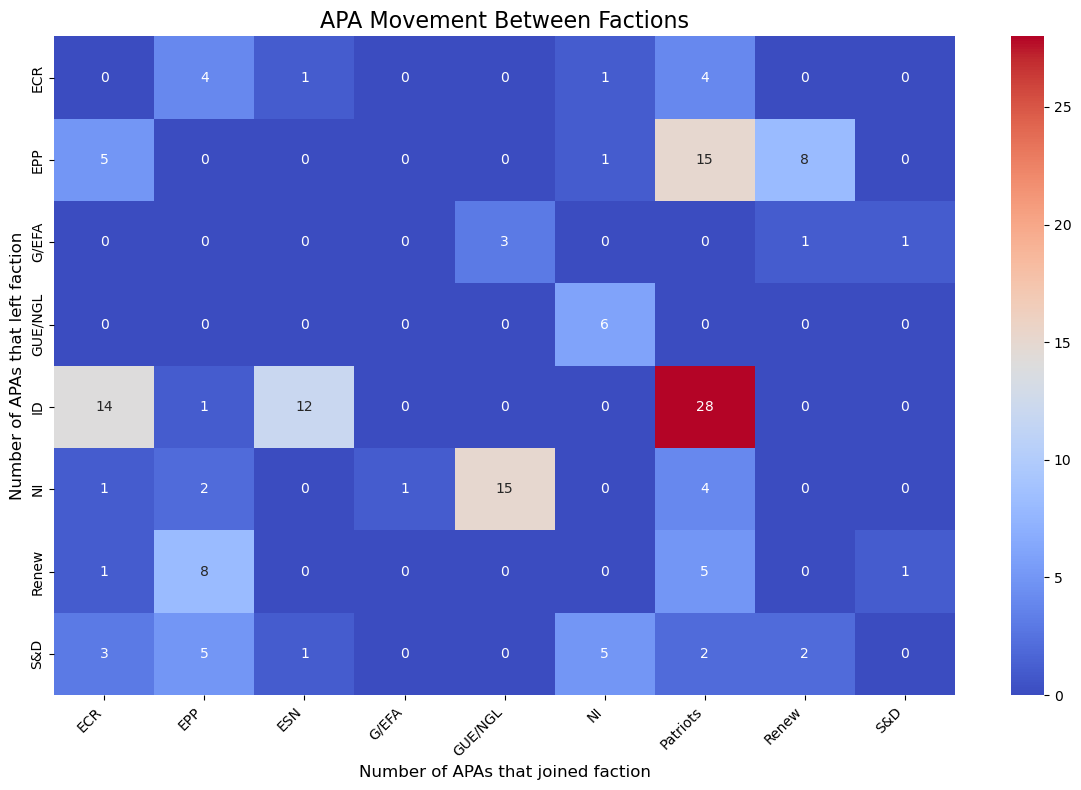 APA Movement Between Factions
Number of APAs that left faction
ECR 0 4 1 0 0 1 4 0 0
EPP 5 0 0 0 0 1 15 8 0
G/EFA 0 0 0 0 3 0 0 1 1
GUE/NGL 0 0 0 0 0 6 0 0 0
ID 14 1 12 0 0 0 28 0 0
NI 1 2 0 1 15 0 4 0 0
Renew 1 8 0 0 0 0 5 0 1
S&D 3 5 1 0 0 5 2 2 0
ECR EPP ESN G/EFA GUE/NGL NI Patriots Renew S&D
Number of APAs that joined faction
25
20
15
10
5
0